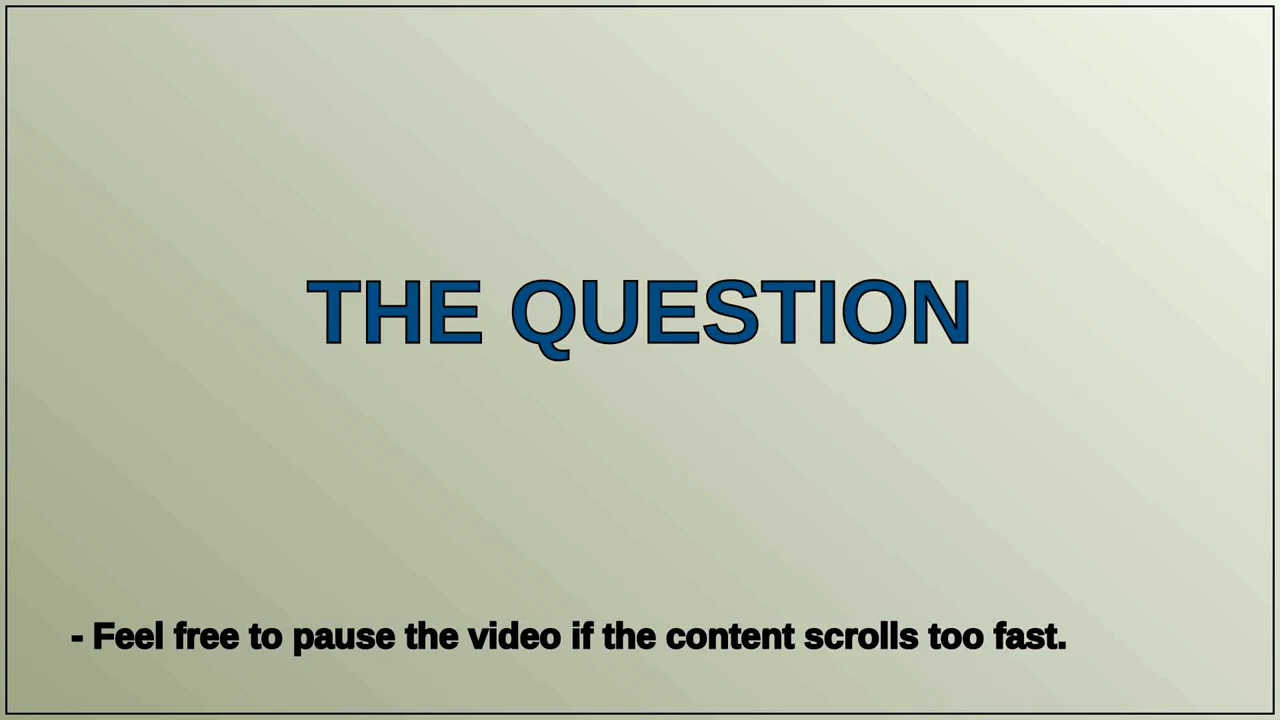 THE QUESTION
- Feel free to pause the video if the content scrolls too fast.